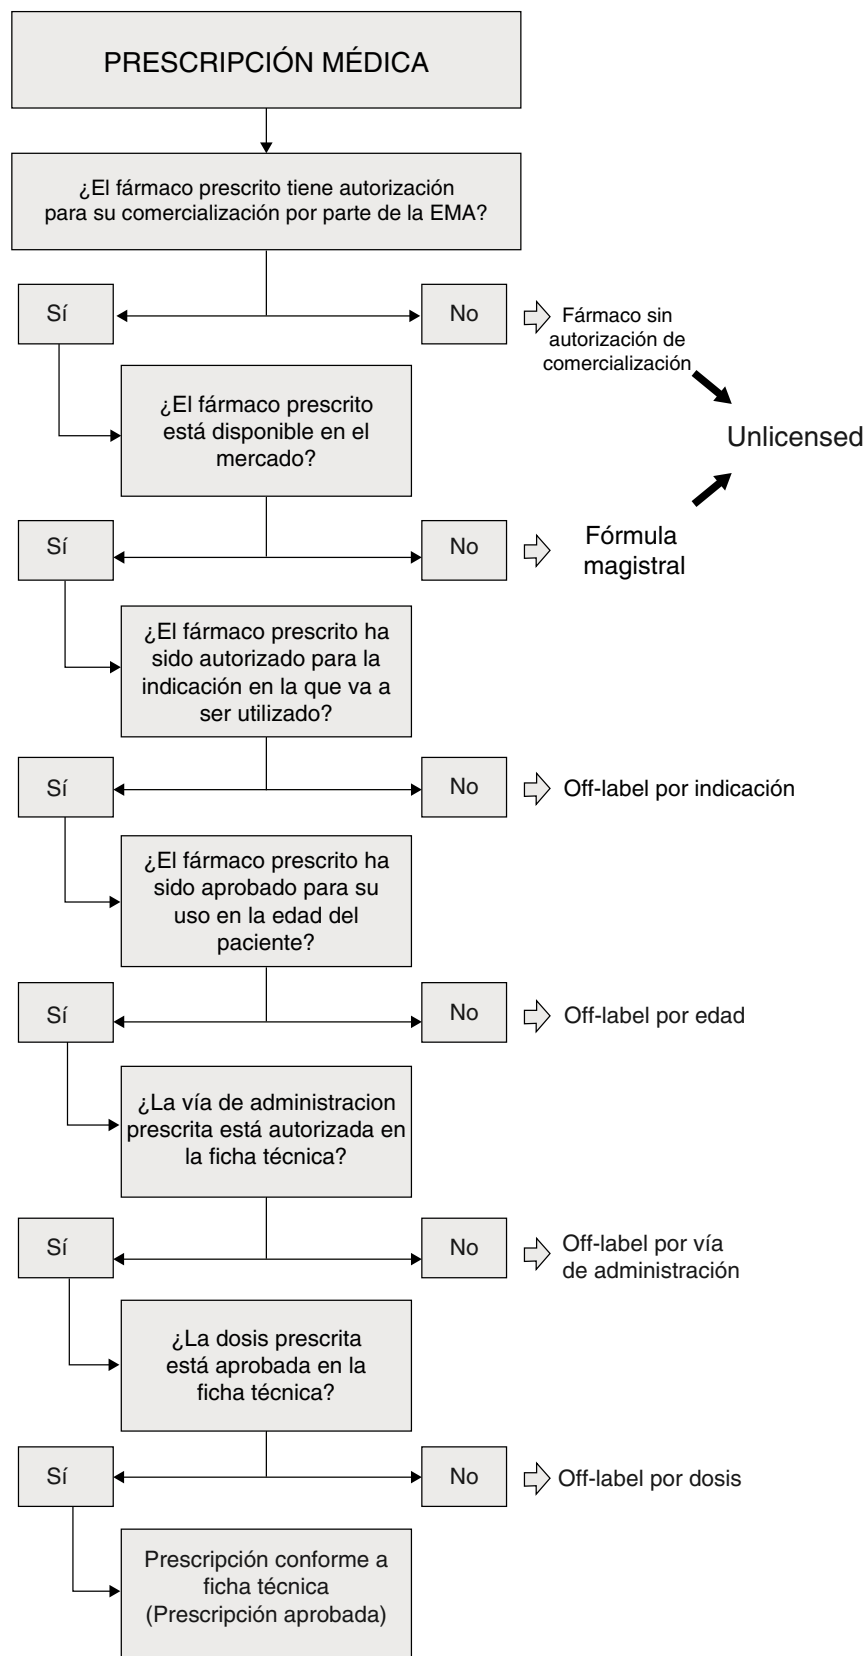 PRESCRIPCIÓN MÉDICA
¿El fármaco prescrito tiene autorización
para su comercialización por parte de la EMA?
Sí
No
Fármaco sin
autorización de
comercialización
¿El fármaco prescrito
está disponible en el
mercado?
Unlicensed
Sí
No
Fórmula
magistral
¿El fármaco prescrito ha
sido autorizado para la
indicación en la que va a
ser utilizado?
Sí
No
Off-label por indicación
¿El fármaco prescrito ha
sido aprobado para su
uso en la edad del
paciente?
Sí
No
Off-label por edad
¿La vía de administracion
prescrita está autorizada en
la ficha técnica?
Sí
No
Off-label por vía
de administración
¿La dosis prescrita
está aprobada en la
ficha técnica?
Sí
No
Off-label por dosis
Prescripción conforme a
ficha técnica
(Prescripción aprobada)